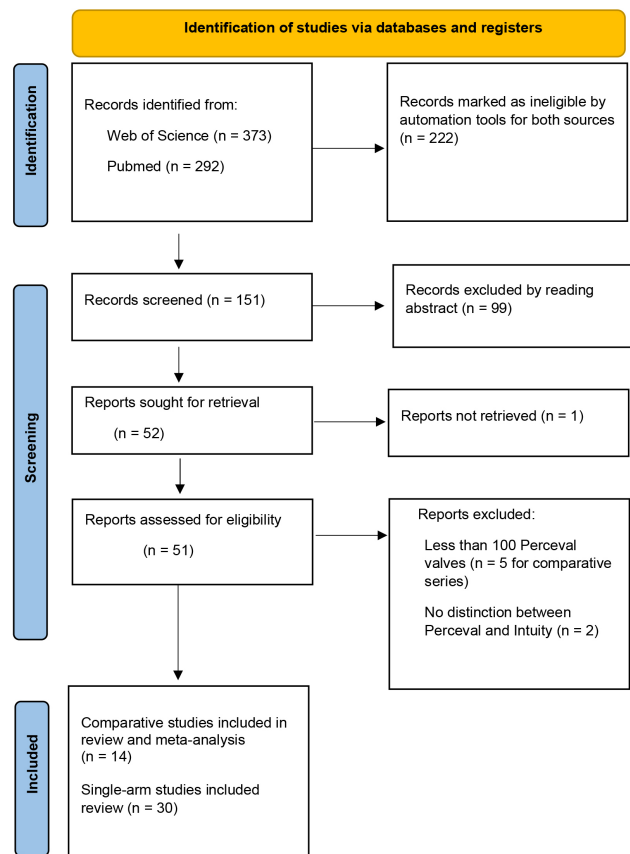 Identification of studies via databases and registers
Identification
Records identified from:
Web of Science (n = 373)
Pubmed (n = 292)
Records marked as ineligible by
automation tools for both sources
(n = 222)
Screening
Records screened (n = 151)
Records excluded by reading
abstract (n = 99)
Reports sought for retrieval
(n = 52)
Reports not retrieved (n = 1)
Reports assessed for eligibility
(n = 51)
Reports excluded:
Less than 100 Perceval
valves (n = 5 for comparative
series)
No distinction between
Perceval and Intuity (n = 2)
Included
Comparative studies included in
review and meta-analysis
(n = 14)
Single-arm studies included
review (n = 30)